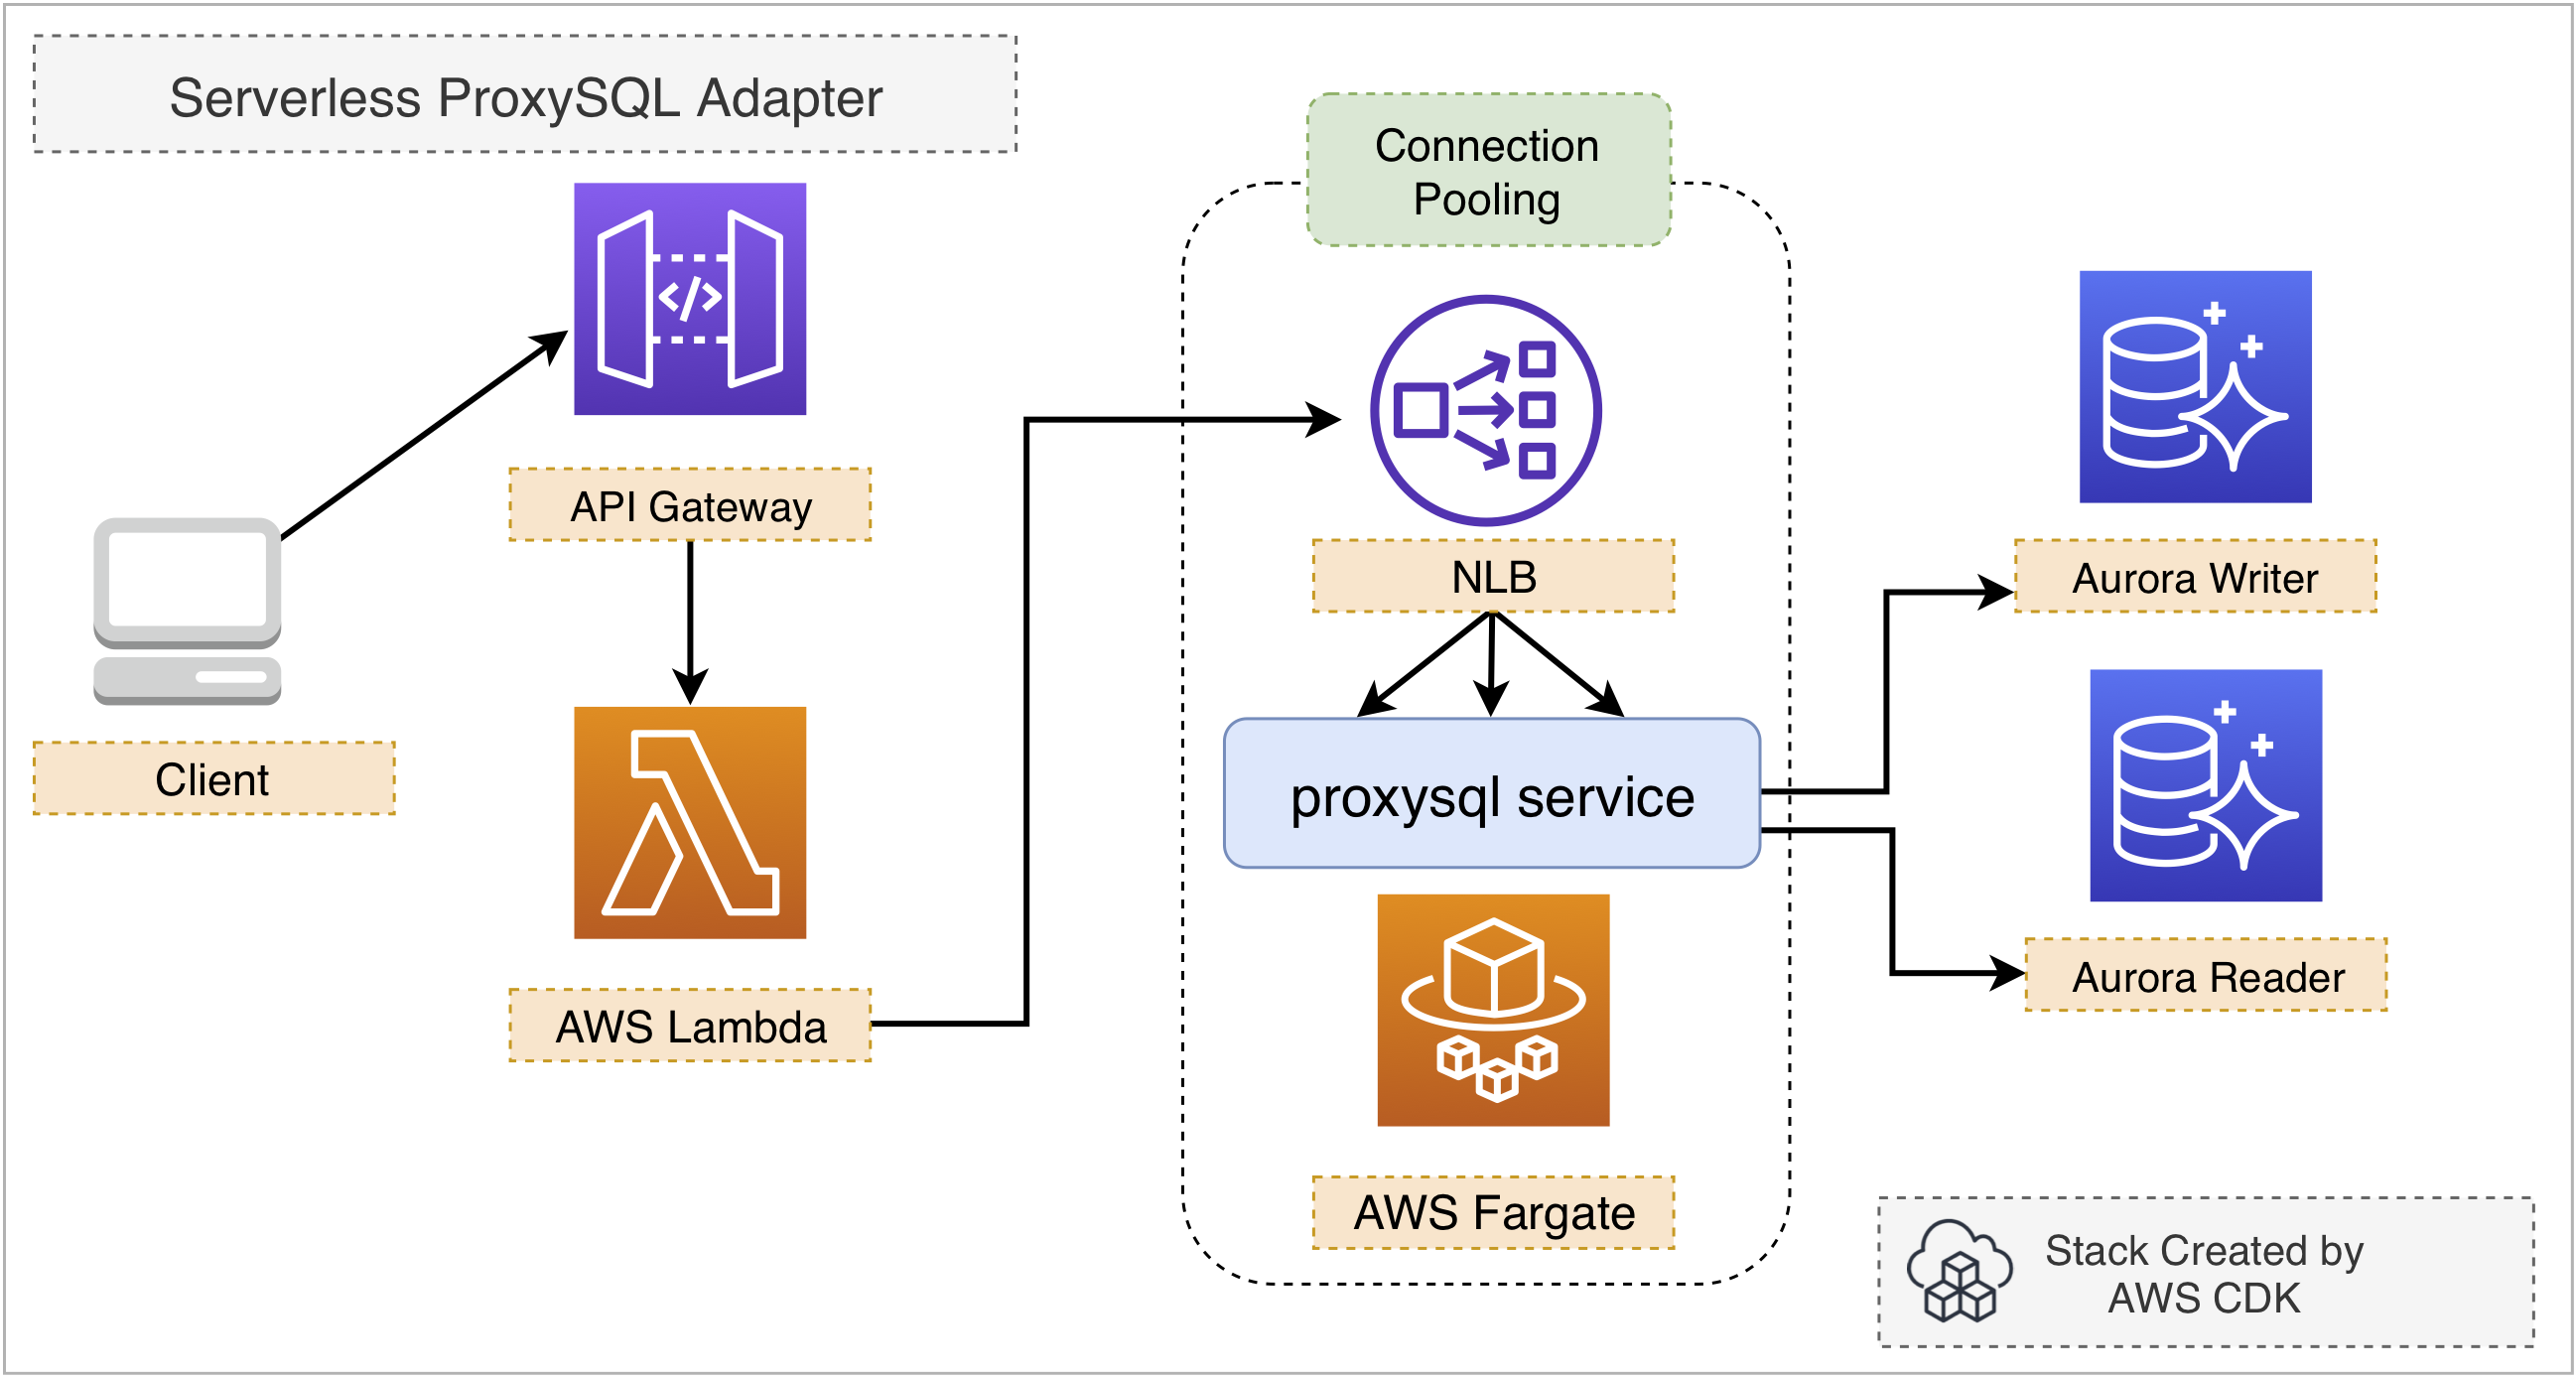 Serverless ProxySQL Adapter
Connection
Pooling
</>
API Gateway
Client
AWS Lambda
NLB
proxysql service
AWS Fargate
Aurora Writer
Aurora Reader
Stack Created by
AWS CDK